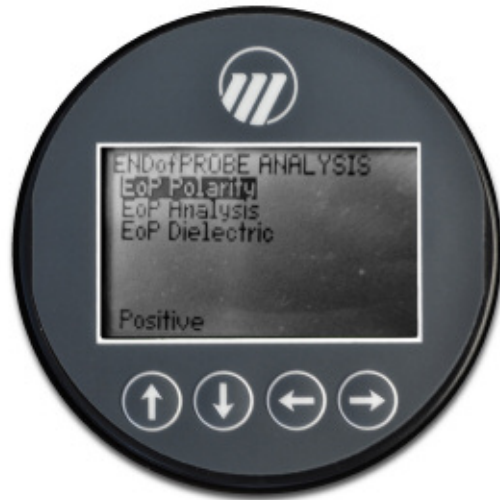 ENDofPROBE ANALYSIS
EoP Polarity
EoP Analysis
EoP Dielectric
Positive